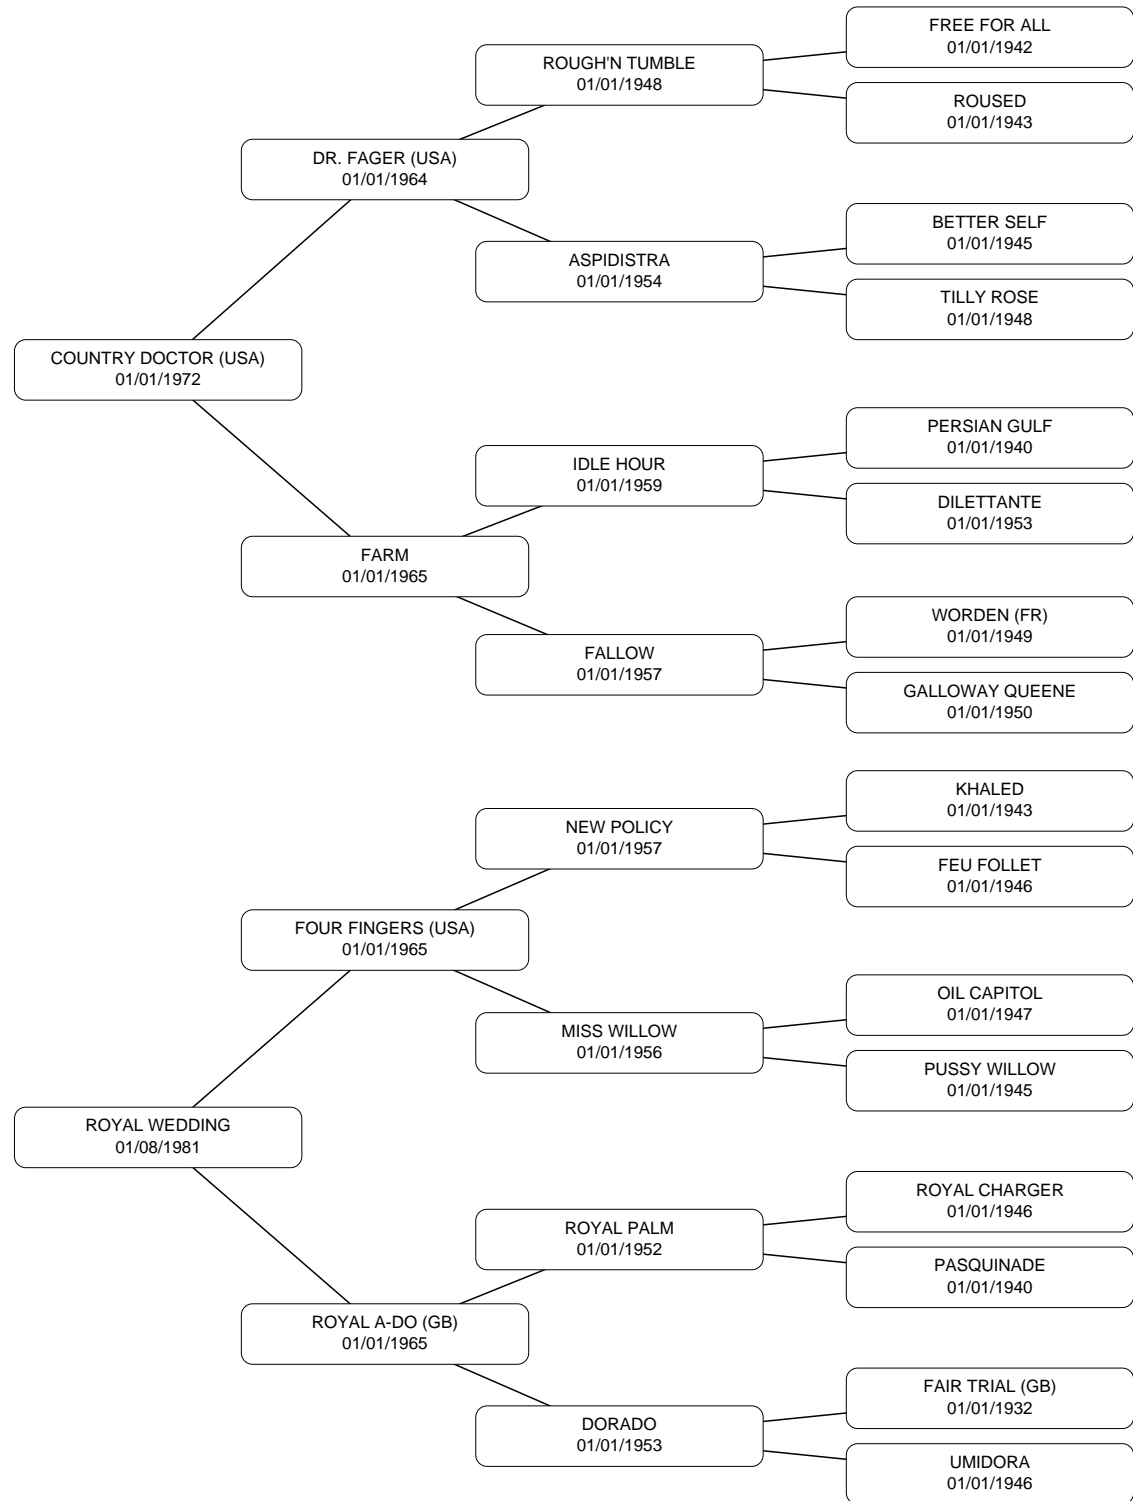 FREE FOR ALL
01/01/1942
ROUGH'N TUMBLE
01/01/1948
ROUSED
01/01/1943
DR. FAGER (USA)
01/01/1964
BETTER SELF
01/01/1945
ASPIDISTRA
01/01/1954
TILLY ROSE
01/01/1948
COUNTRY DOCTOR (USA)
01/01/1972
PERSIAN GULF
01/01/1940
IDLE HOUR
01/01/1959
DILETTANTE
01/01/1953
FARM
01/01/1965
WORDEN (FR)
01/01/1949
FALLOW
01/01/1957
GALLOWAY QUEENE
01/01/1950
KHALED
01/01/1943
NEW POLICY
01/01/1957
FEU FOLLET
01/01/1946
FOUR FINGERS (USA)
01/01/1965
OIL CAPITOL
01/01/1947
MISS WILLOW
01/01/1956
PUSSY WILLOW
01/01/1945
ROYAL WEDDING
01/08/1981
ROYAL CHARGER
01/01/1946
ROYAL PALM
01/01/1952
PASQUINADE
01/01/1940
ROYAL A-DO (GB)
01/01/1965
FAIR TRIAL (GB)
01/01/1932
DORADO
01/01/1953
UMIDORA
01/01/1946